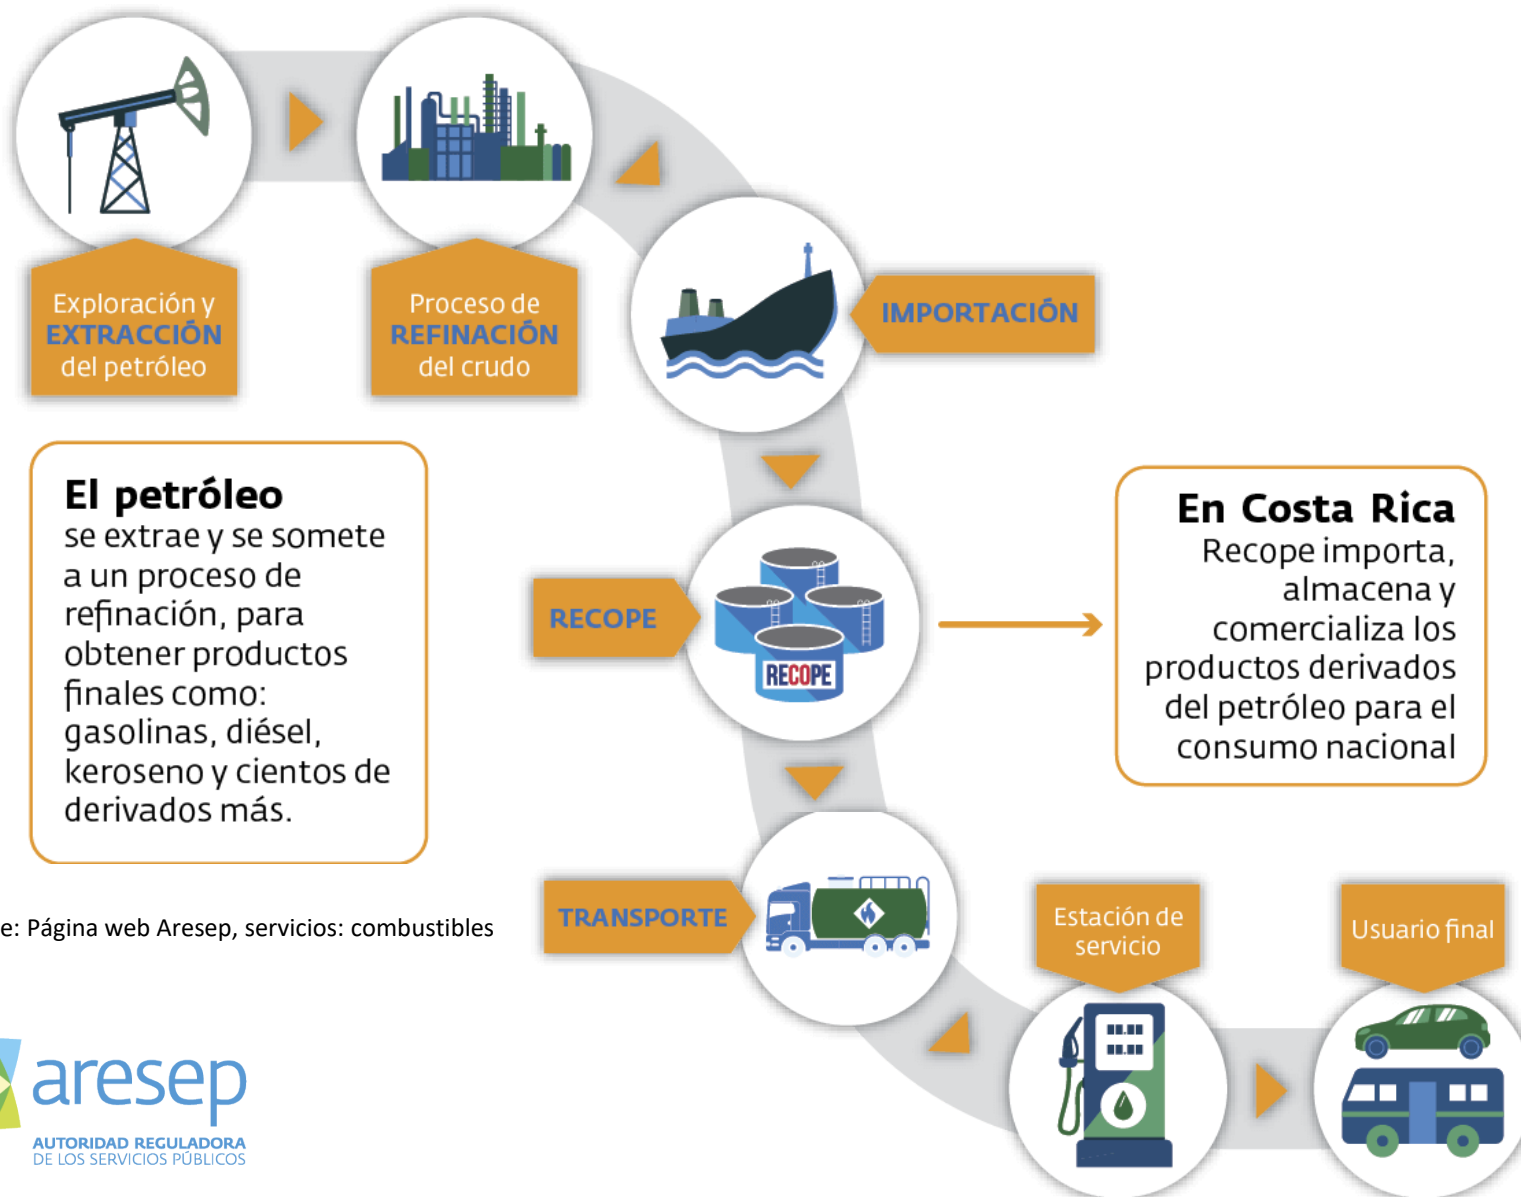 Exploración y
EXTRACCIÓN
del petróleo
Proceso de
REFINACIÓN
del crudo
IMPORTACIÓN
El petróleo
se extrae y se somete
a un proceso de
refinación, para
obtener productos
finales como:
gasolinas, diésel,
keroseno y cientos de
derivados más.
RECOPE
RECOPE
En Costa Rica
Recope importa,
almacena y
comercializa los
productos derivados
del petróleo para el
consumo nacional
TRANSPORTE
Estación de
servicio
Usuario final
e: Página web Aresep, servicios: combustibles
aresep
AUTORIDAD REGULADORA
DE LOS SERVICIOS PÚBLICOS